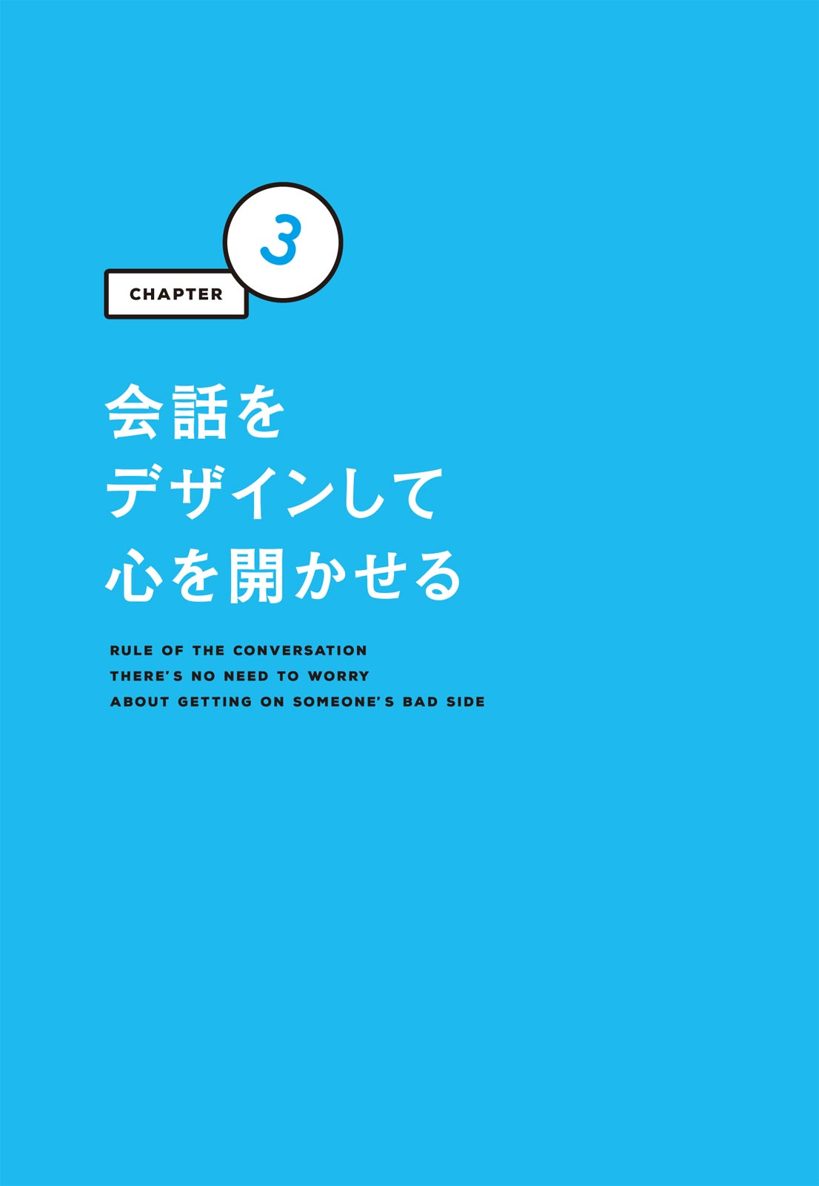 CHAPTER
3
会話を
デザインして
心を開かせる
RULE OF THE CONVERSATION
THERE'S NO NEED TO WORRY
ABOUT GETTING ON SOMEONE'S BAD SIDE